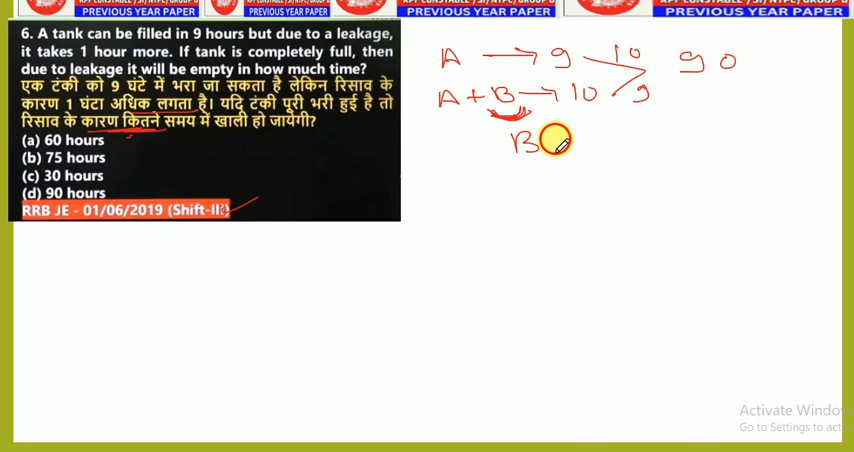 PREVIOUS YEAR PAPER
PREVIOUS YEAR PAPER
PREVIOUS YEAR PAPER
PREVIOUS YEAR PAPER
6. A tank can be filled in 9 hours but due to a leakage,
it takes 1 hour more. If tank is completely full, then
due to leakage it will be empty in how much time?
एक टंकी को 9 घंटे में भरा जा सकता है लेकिन रिसाव के
कारण 1 घंटा अधिक लगता है। यदि टंकी पूरी भरी हुई है तो
रिसाव के कारण कितने समय में खाली हो जायेगी?
(a) 60 hours
(b) 75 hours
(c) 30 hours
(d) 90 hours
RRB JE - 01/06/2019 (Shift-III)
A → 9 10 90
A + B → 10 9
B
Activate Window
Go to Settings to act